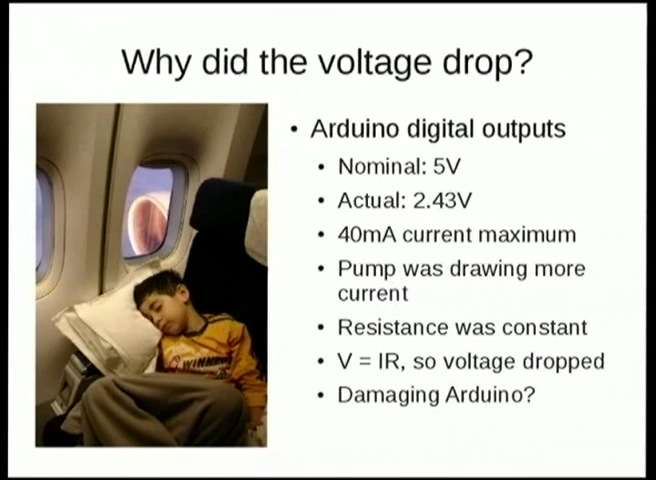 Why did the voltage drop?
• Arduino digital outputs
• Nominal: 5V
• Actual: 2.43V
• 40mA current maximum
• Pump was drawing more
current
• Resistance was constant
• V = IR, so voltage dropped
• Damaging Arduino?
WINNER